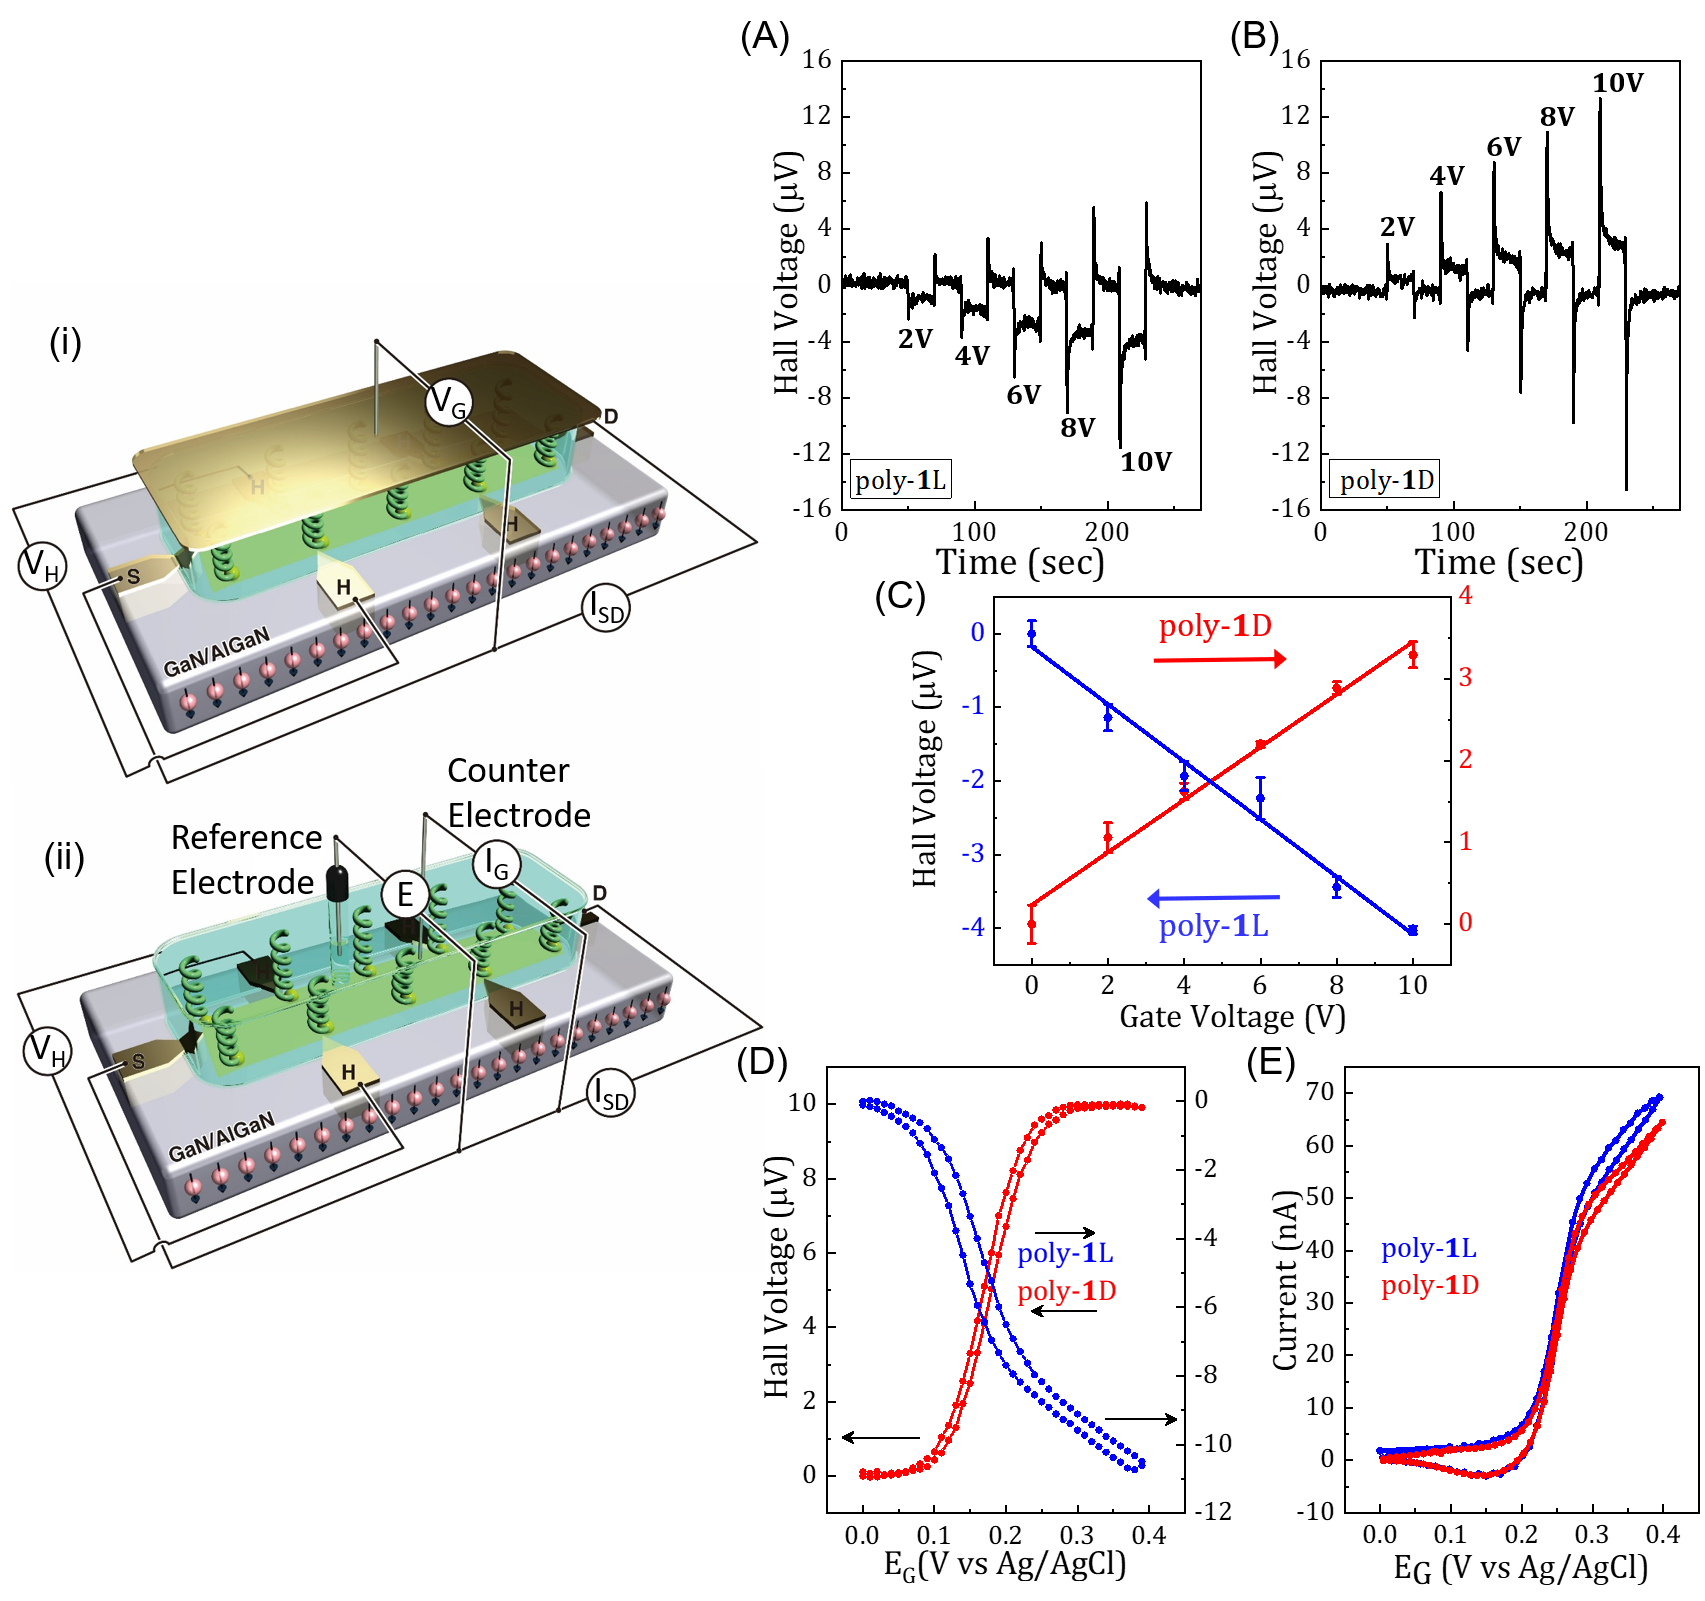 (i)
V_G
D
H
H
V_H
S
H
I_SD
GaN/AlGaN
(ii)
Reference
Electrode
Counter
Electrode
I_G
E
D
H
H
H
V_H
S
H
I_SD
GaN/AlGaN
(A)
16
12
8
4
0
-4
-8
-12
-16
Hall Voltage (μV)
2V
4V
6V
8V
10V
poly-1L
0
100
200
Time (sec)
(B)
16
12
8
4
0
-4
-8
-12
-16
Hall Voltage (μV)
2V
4V
6V
8V
10V
poly-1D
0
100
200
Time (sec)
(C)
0
-1
-2
-3
-4
Hall Voltage (μV)
poly-1D
poly-1L
4
3
2
1
0
0
2
4
6
8
10
Gate Voltage (V)
(D)
10
8
6
4
2
0
Hall Voltage (μV)
poly-1L
poly-1D
0
-2
-4
-6
-8
-10
-12
0.0
0.1
0.2
0.3
0.4
E_G(V vs Ag/AgCl)
(E)
70
60
50
40
30
20
10
0
-10
Current (nA)
poly-1L
poly-1D
0.0
0.1
0.2
0.3
0.4
EG (V vs Ag/AgCl)